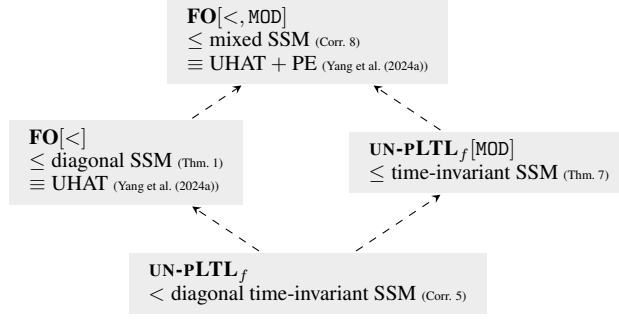 FO[<, MOD]
≤ mixed SSM (Corr. 8)
≡ UHAT + PE (Yang et al. (2024a))
FO[<]
≤ diagonal SSM (Thm. 1)
≡ UHAT (Yang et al. (2024a))
UN-PLTL_f[MOD]
≤ time-invariant SSM (Thm. 7)
UN-PLTL_f
< diagonal time-invariant SSM (Corr. 5)